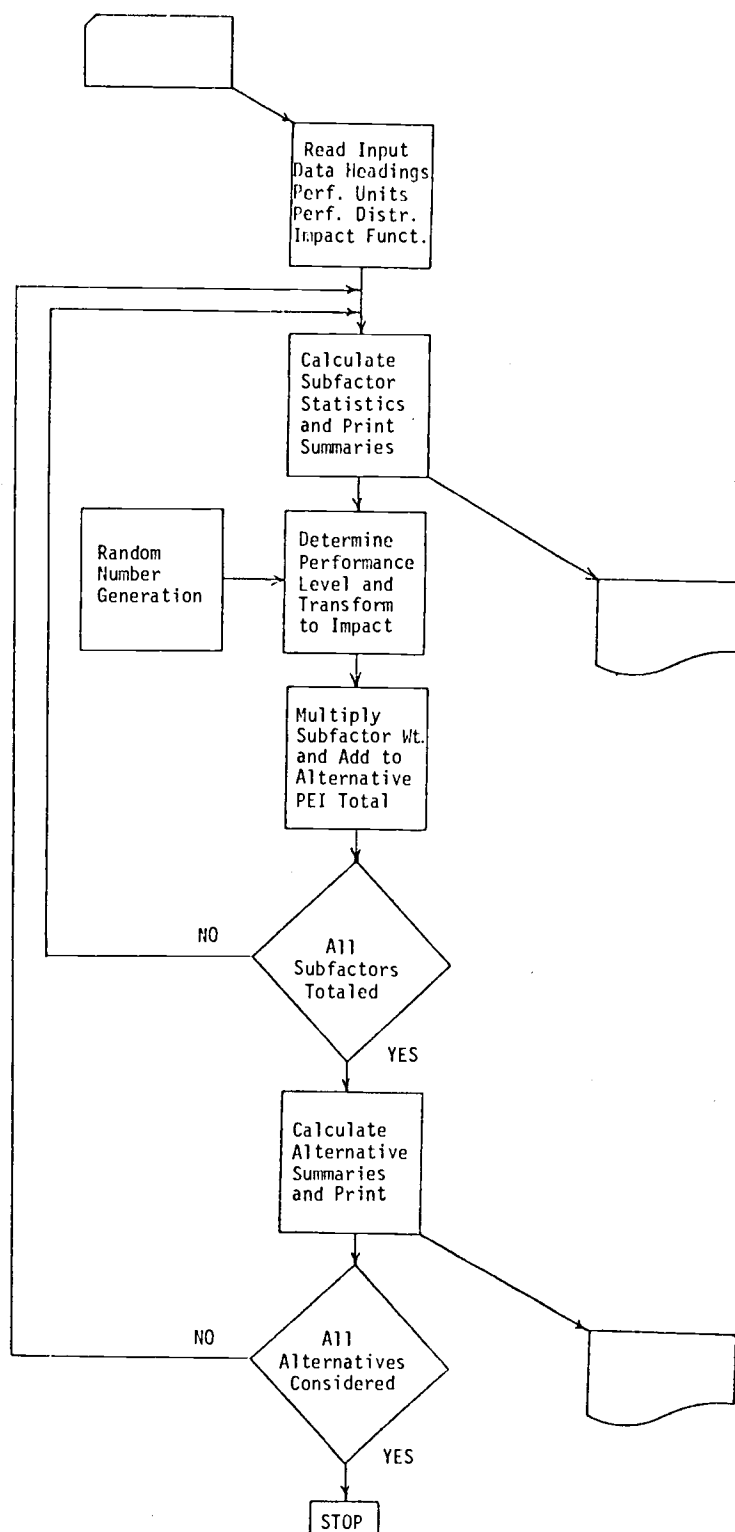 Read Input
Data Headings
Perf. Units
Perf. Distr.
Impact Funct.
Calculate
Subfactor
Statistics
and Print
Summaries
Random
Number
Generation
Determine
Performance
Level and
Transform
to Impact
Multiply
Subfactor Wt.
and Add to
Alternative
PEI Total
NO
All
Subfactors
Totaled
YES
Calculate
Alternative
Summaries
and Print
NO
All
Alternatives
Considered
YES
STOP